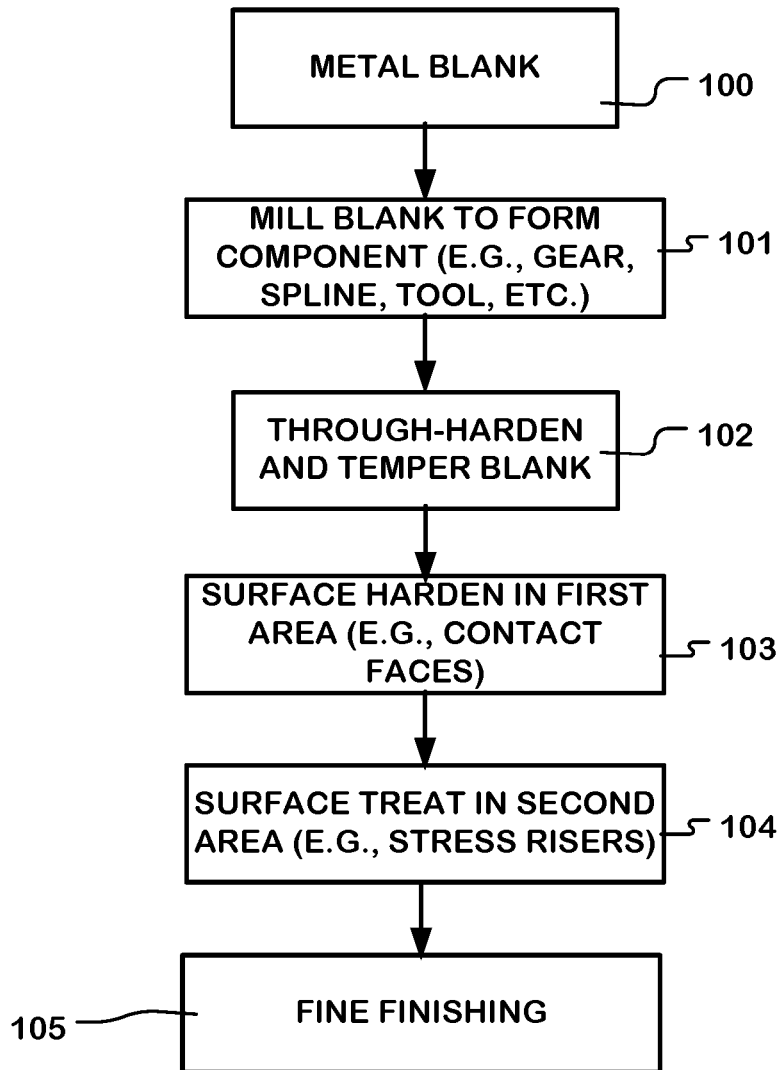 METAL BLANK
100
MILL BLANK TO FORM
COMPONENT (E.G., GEAR,
SPLINE, TOOL, ETC.)
101
THROUGH-HARDEN
AND TEMPER BLANK
102
SURFACE HARDEN IN FIRST
AREA (E.G., CONTACT
FACES)
103
SURFACE TREAT IN SECOND
AREA (E.G., STRESS RISERS)
104
FINE FINISHING
105